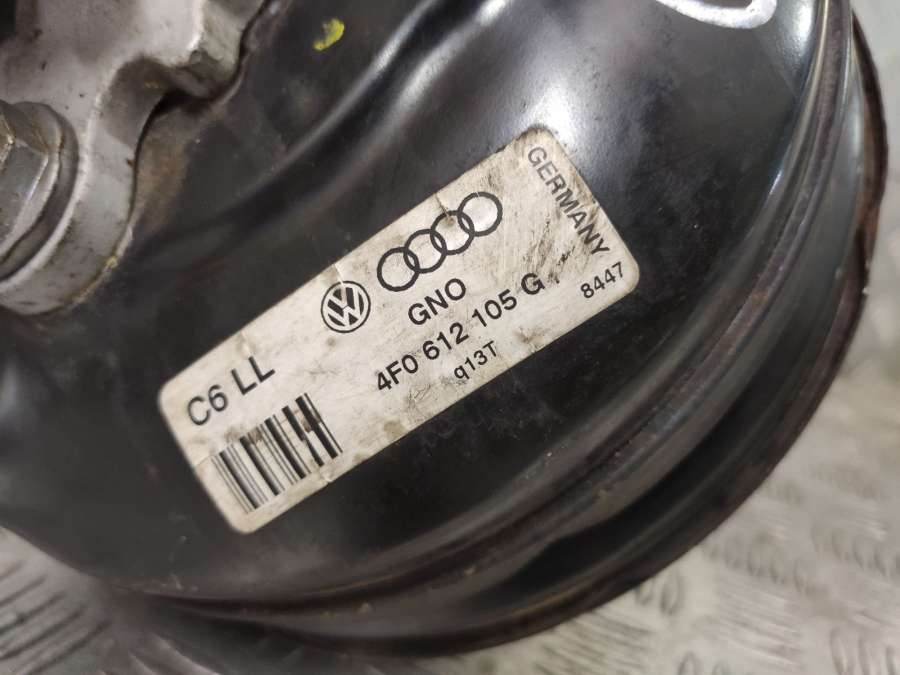 GERMANY
GNO
8447
C6 LL
4F0 612 105 G
q13T